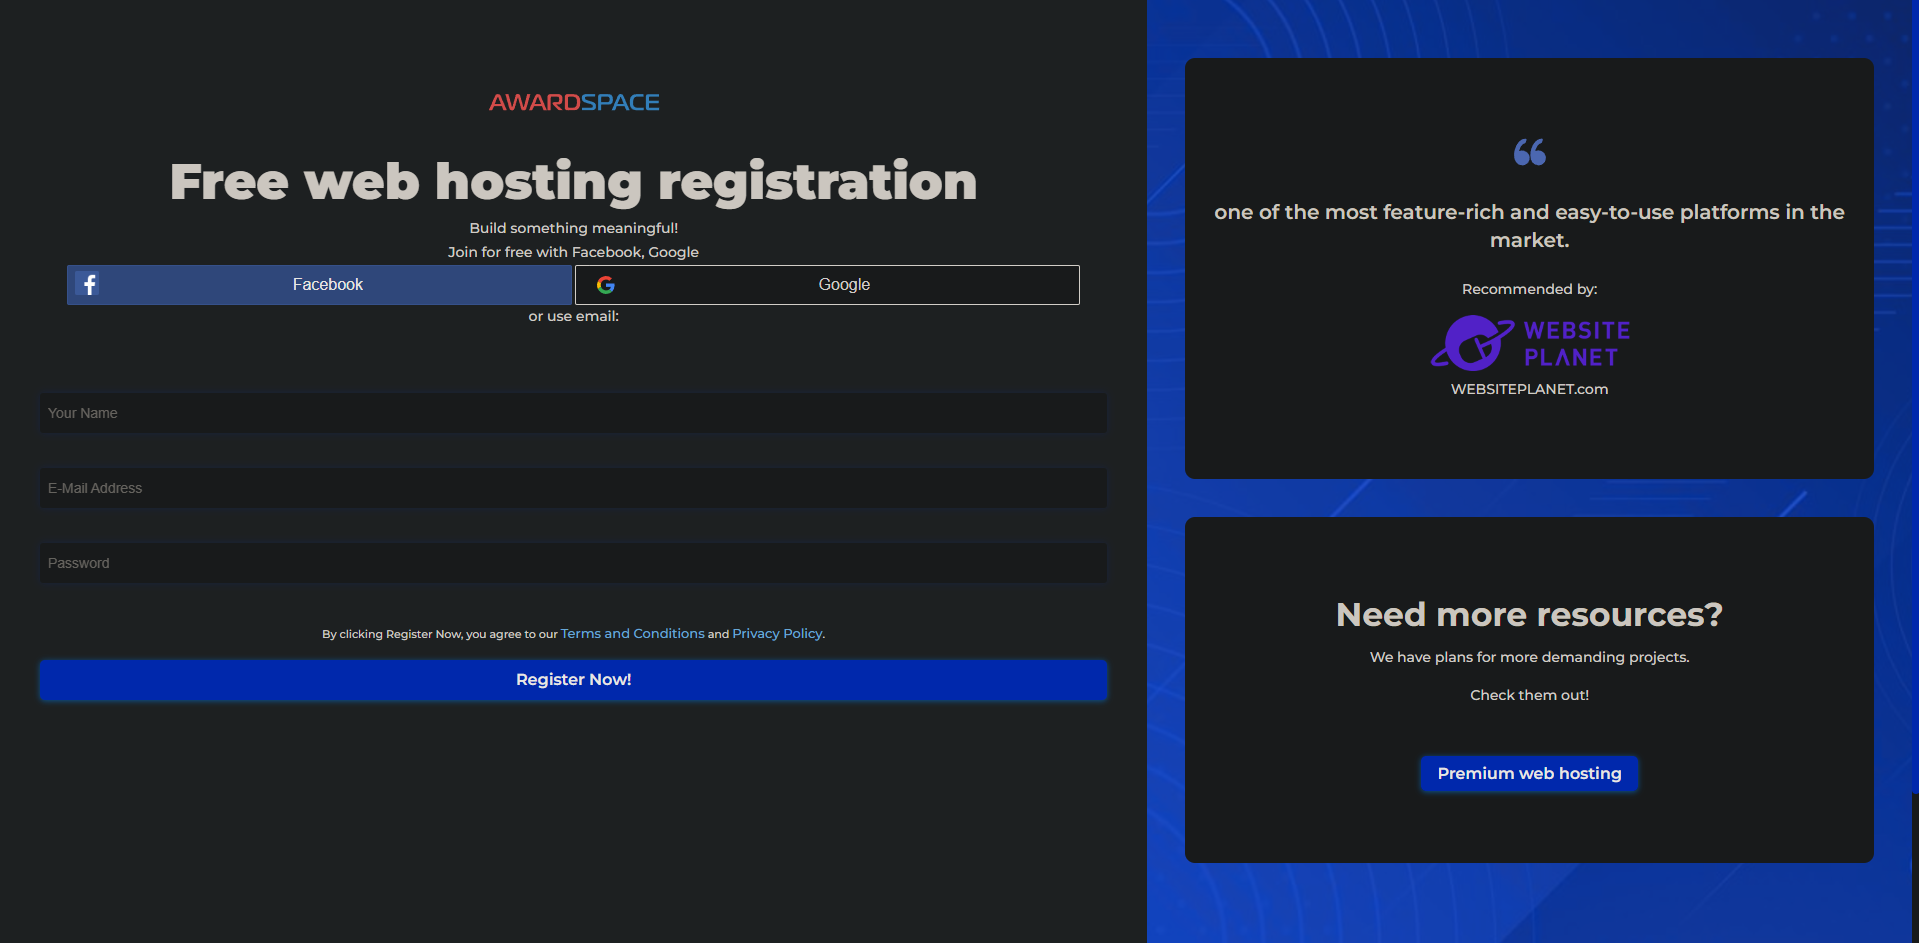 AWARDSPACE
Free web hosting registration
Build something meaningful!
Join for free with Facebook, Google
Facebook
Google
or use email:
Your Name
E-Mail Address
Password
By clicking Register Now, you agree to our Terms and Conditions and Privacy Policy.
Register Now!
“
one of the most feature-rich and easy-to-use platforms in the
market.
Recommended by:
WEBSITE
PLANET
WEBSITEPLANET.com
Need more resources?
We have plans for more demanding projects.
Check them out!
Premium web hosting